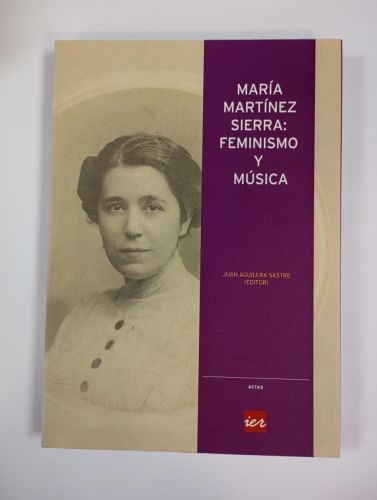 MARÍA
MARTÍNEZ
SIERRA:
FEMINISMO
Y
MÚSICA
JUAN AGUILERA SASTRE
(EDITOR)
ACTAS
ier